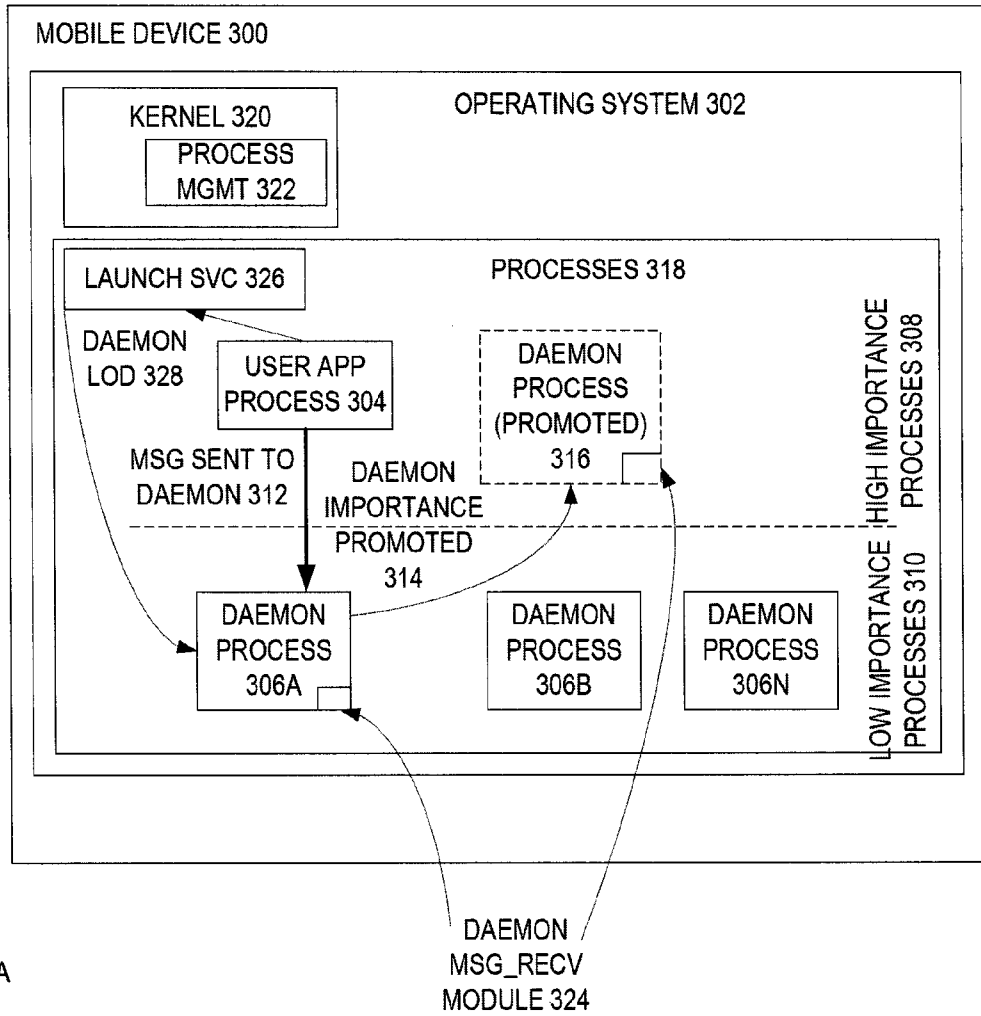 MOBILE DEVICE 300
OPERATING SYSTEM 302
KERNEL 320
PROCESS
MGMT 322
PROCESSES 318
LAUNCH SVC 326
DAEMON
LOD 328
USER APP
PROCESS 304
MSG SENT TO
DAEMON 312
DAEMON
IMPORTANCE
PROMOTED
314
DAEMON
PROCESS
(PROMOTED)
316
HIGH IMPORTANCE
PROCESSES 308
LOW IMPORTANCE
PROCESSES 310
DAEMON
PROCESS
306A
DAEMON
PROCESS
306B
DAEMON
PROCESS
306N
DAEMON
MSG_RECV
MODULE 324
A